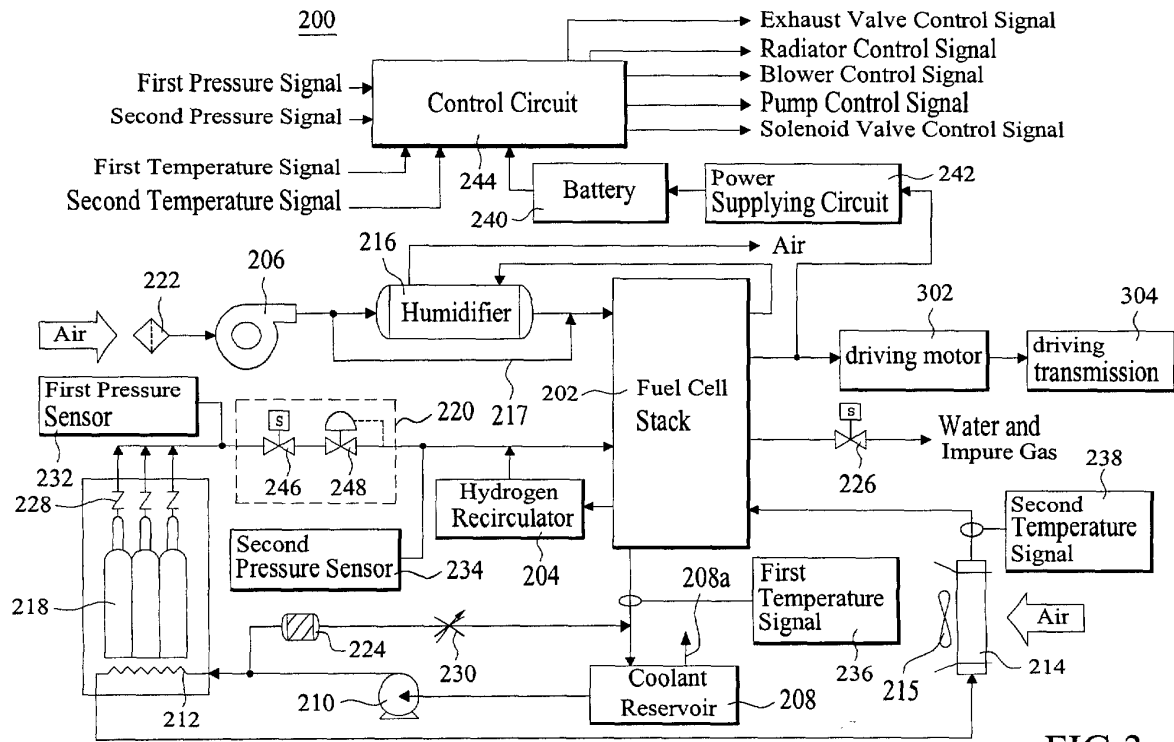 200
Exhaust Valve Control Signal
Radiator Control Signal
Blower Control Signal
Pump Control Signal
Solenoid Valve Control Signal
First Pressure Signal
Second Pressure Signal
Control Circuit
First Temperature Signal
Second Temperature Signal
244
Battery
240
Power
Supplying Circuit
242
Air
216
206
222
Humidifier
Air
217
202
Fuel Cell
Stack
302
driving motor
304
driving
transmission
First Pressure
Sensor
232
220
S
246
248
S
226
Water and
Impure Gas
228
Hydrogen
Recirculator
204
Second
Pressure Sensor
234
238
Second
Temperature
Signal
218
224
230
208a
First
Temperature
Signal
236
Air
215
214
212
210
Coolant
Reservoir
208